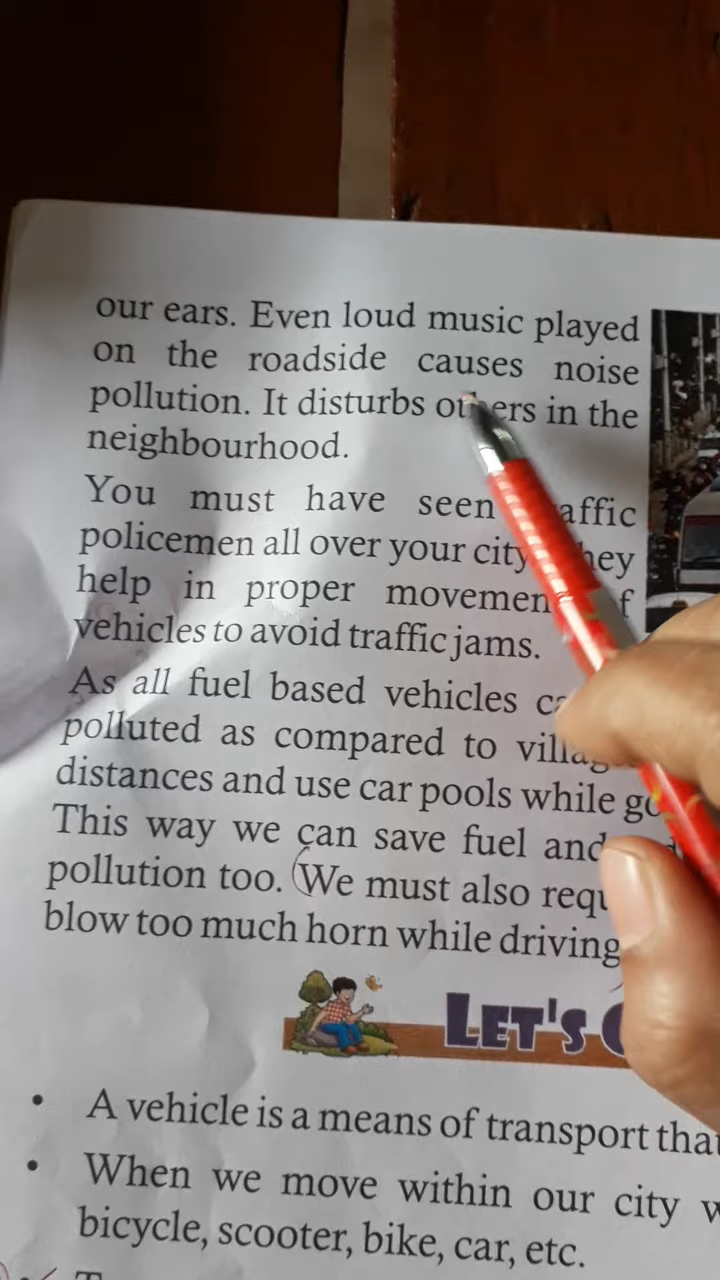 our ears. Even loud music played
on the roadside causes noise
pollution. It disturbs others in the
neighbourhood.
You must have seen traffic
policemen all over your city. They
help in proper movement of
vehicles to avoid traffic jams.
As all fuel based vehicles
polluted as compared to
distances and use car pools while
This way we can save fuel and
pollution too. (We must also
blow too much horn while driving
LET'S
• A vehicle is a means of transport
• When we move within our city
bicycle, scooter, bike, car, etc.